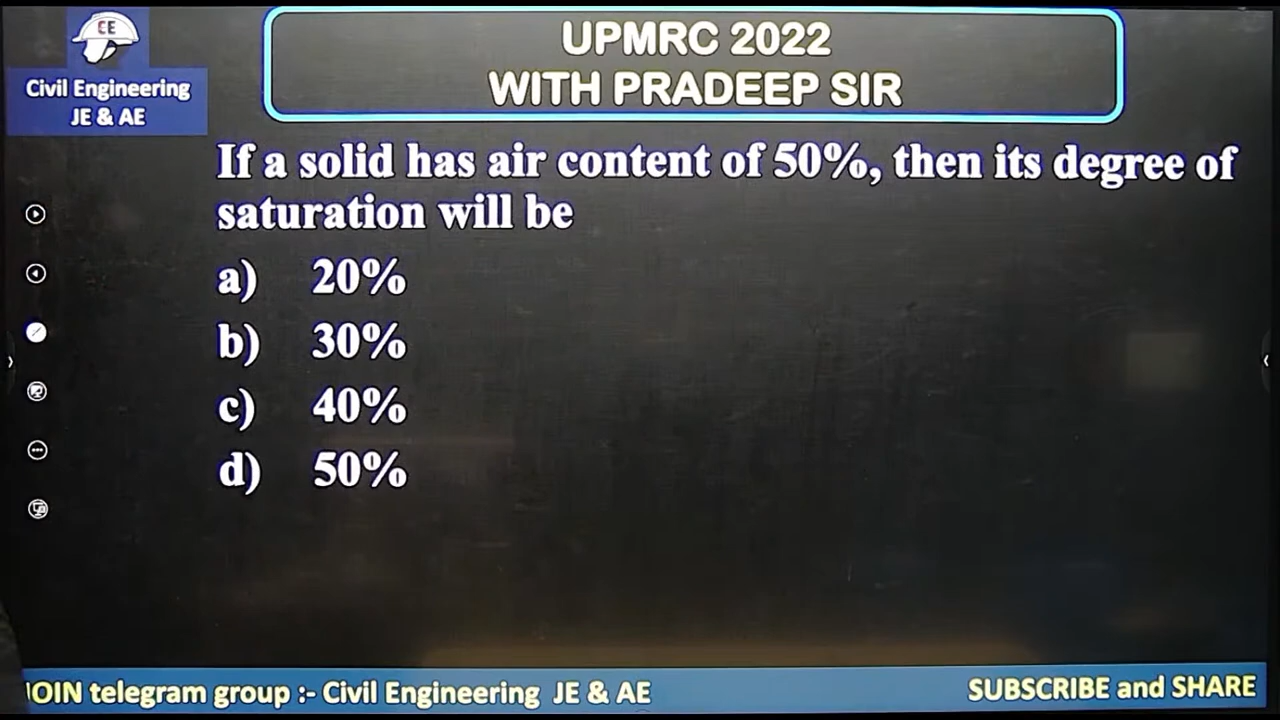 CE
Civil Engineering
JE & AE
UPMRC 2022
WITH PRADEEP SIR
If a solid has air content of 50%, then its degree of
saturation will be
a) 20%
b) 30%
c) 40%
d) 50%
JOIN telegram group :- Civil Engineering JE & AE
SUBSCRIBE and SHARE